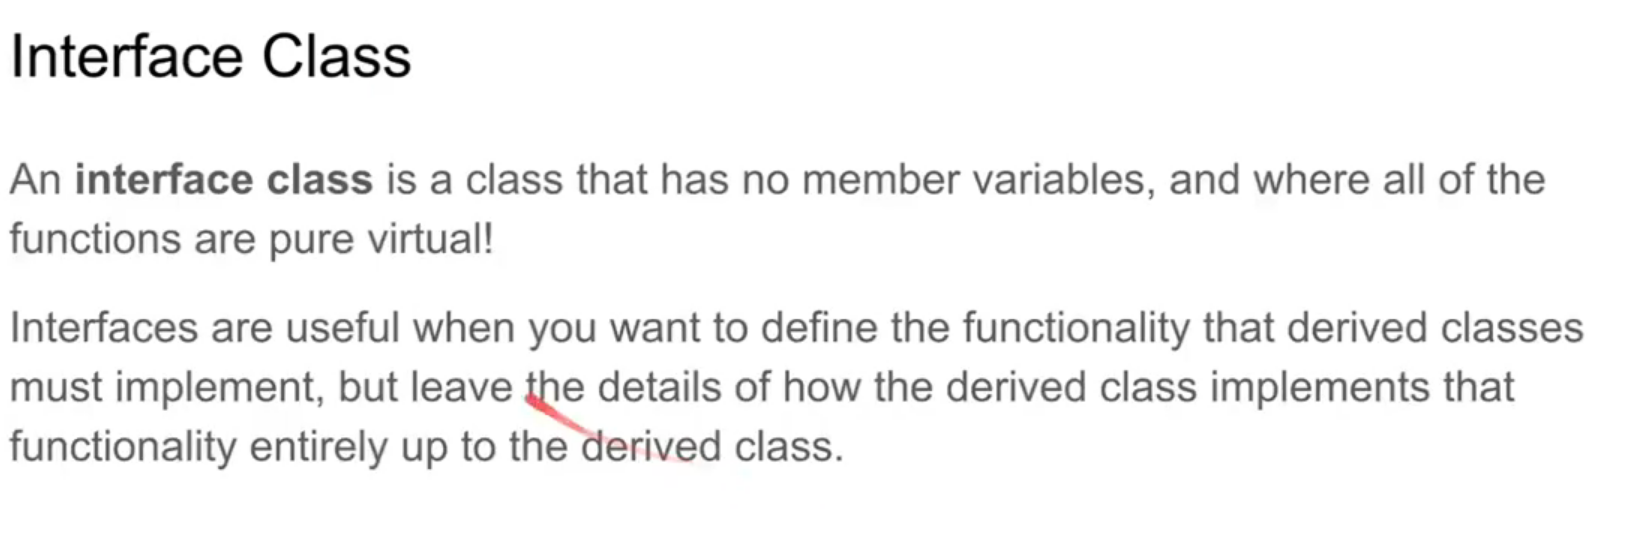 Interface Class
An interface class is a class that has no member variables, and where all of the
functions are pure virtual!
Interfaces are useful when you want to define the functionality that derived classes
must implement, but leave the details of how the derived class implements that
functionality entirely up to the derived class.